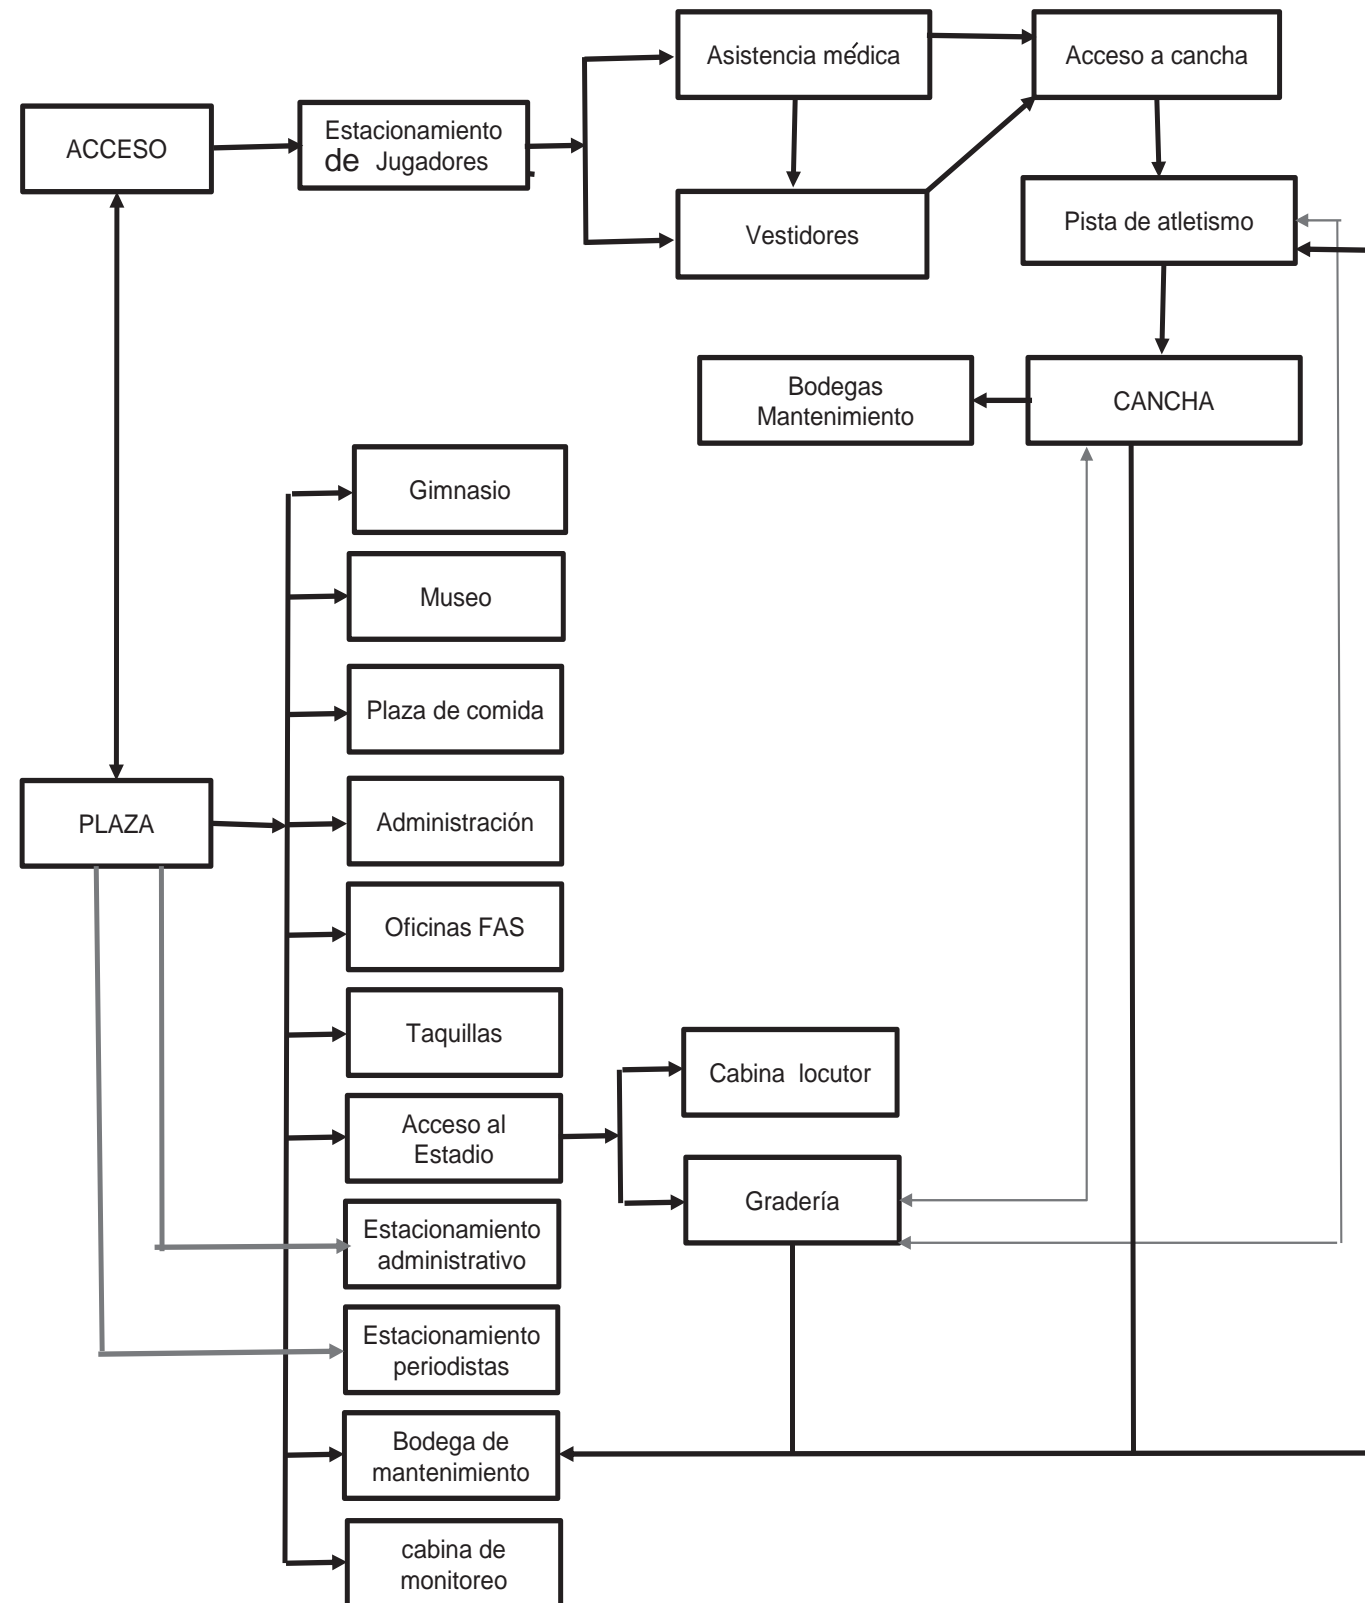 Asistencia médica
Acceso a cancha
ACCESO
Estacionamiento
de Jugadores
Vestidores
Pista de atletismo
Bodegas
Mantenimiento
CANCHA
Gimnasio
Museo
Plaza de comida
PLAZA
Administración
Oficinas FAS
Taquillas
Cabina locutor
Acceso al
Estadio
Gradería
Estacionamiento
administrativo
Estacionamiento
periodistas
Bodega de
mantenimiento
cabina de
monitoreo